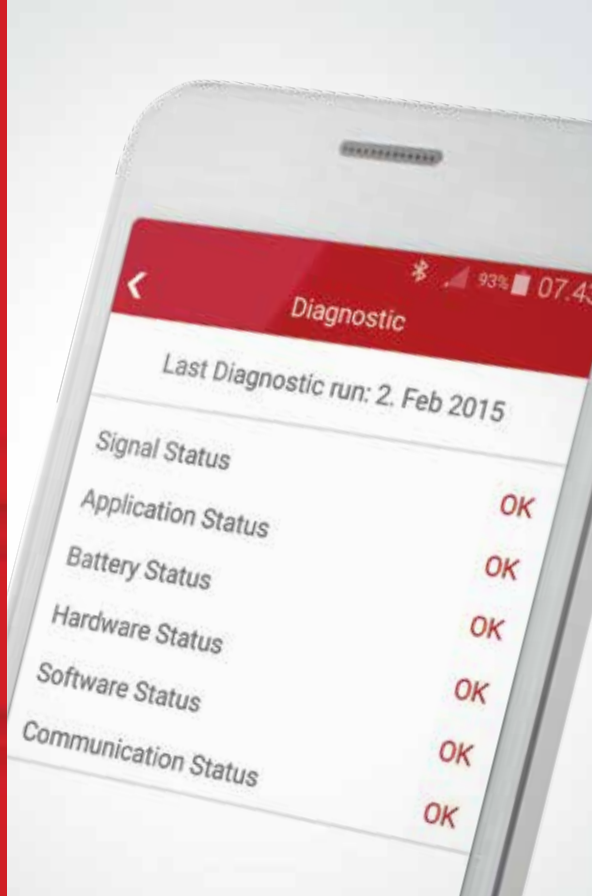 93% 07.43
Diagnostic
Last Diagnostic run: 2. Feb 2015
Signal Status OK
Application Status OK
Battery Status OK
Hardware Status OK
Software Status OK
Communication Status OK